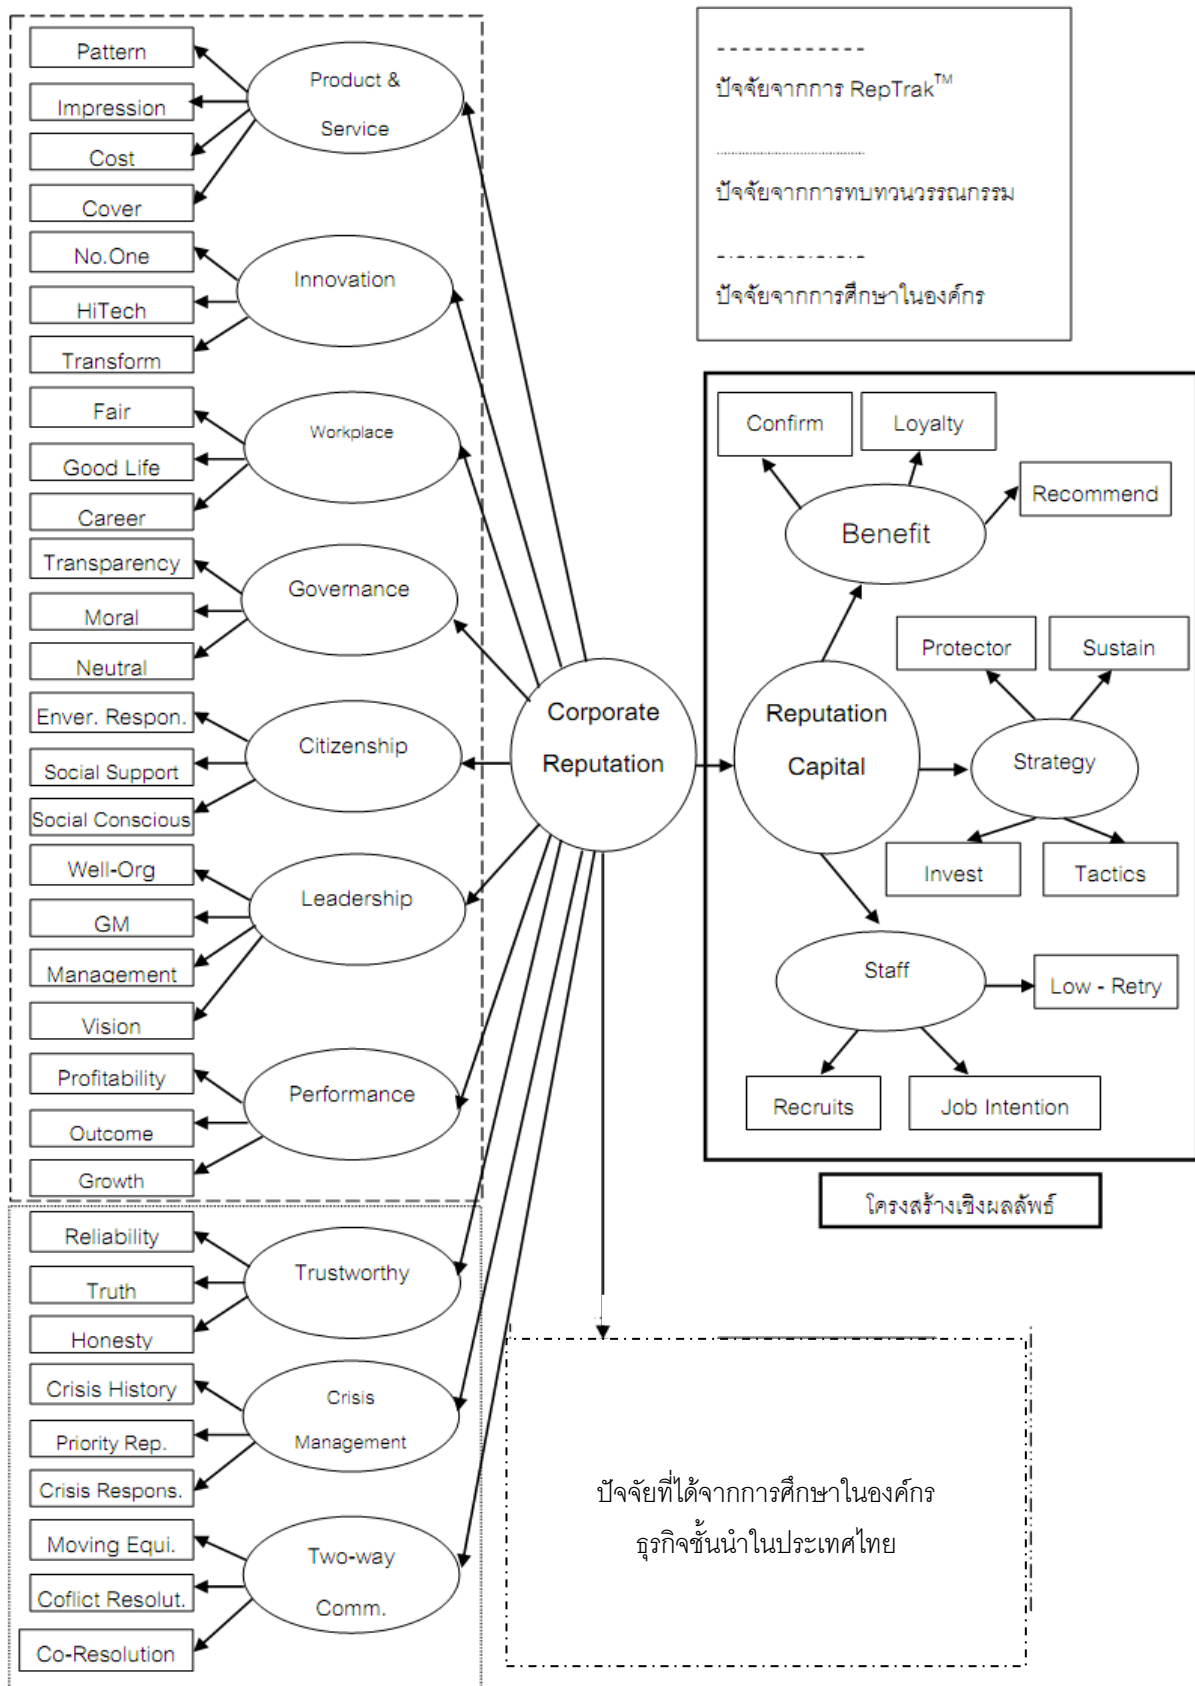 Pattern
Impression
Cost
Cover
Product &
Service
No.One
HiTech
Transform
Innovation
Fair
Good Life
Career
Workplace
Transparency
Moral
Neutral
Governance
Enver. Respon.
Social Support
Social Conscious
Citizenship
Well-Org
GM
Management
Vision
Leadership
Profitability
Outcome
Growth
Performance
Reliability
Truth
Honesty
Trustworthy
Crisis History
Priority Rep.
Crisis Respons.
Crisis
Management
Moving Equi.
Coflict Resolut.
Co-Resolution
Two-way
Comm.
Corporate
Reputation
ปัจจัยจากการ RepTrak™
ปัจจัยจากการทบทวนวรรณกรรม
ปัจจัยจากการศึกษาในองค์กร
Confirm
Loyalty
Recommend
Benefit
Protector
Sustain
Reputation
Capital
Strategy
Invest
Tactics
Staff
Low - Retry
Recruits
Job Intention
โครงสร้างเชิงผลลัพธ์
ปัจจัยที่ได้จากการศึกษาในองค์กร
ธุรกิจชั้นนำในประเทศไทย